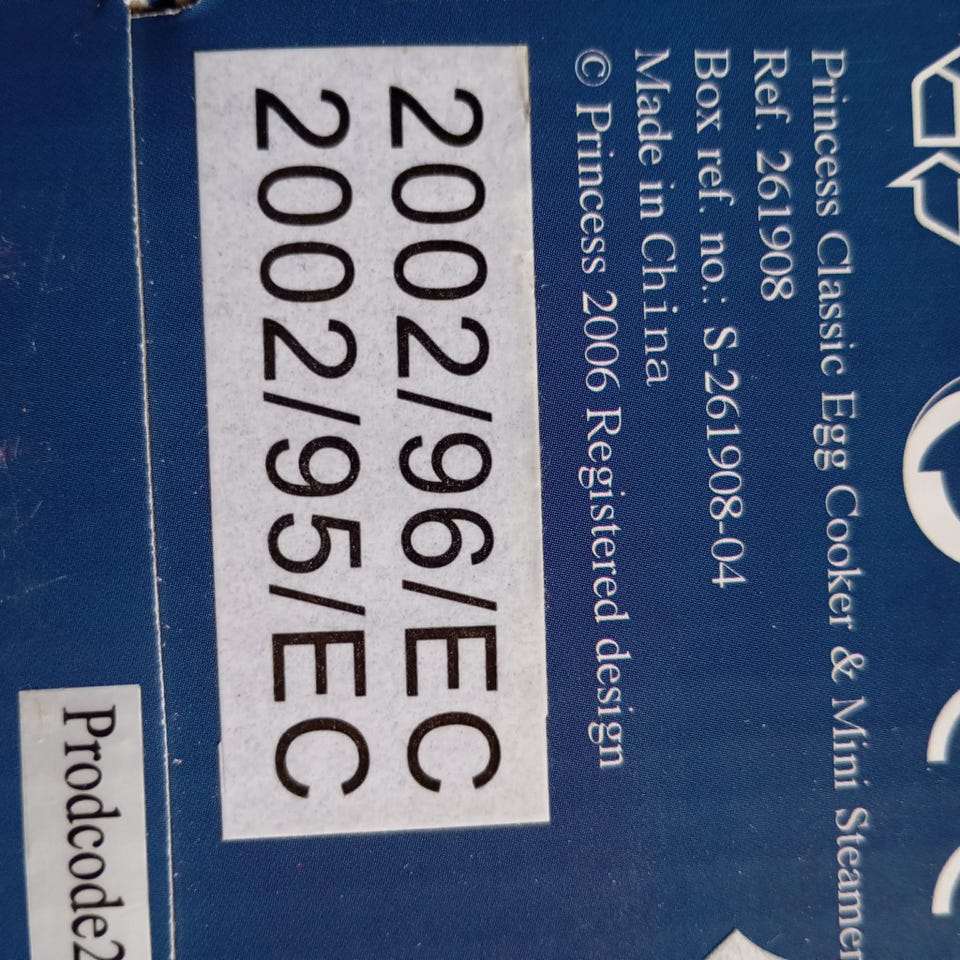 Princess Classic Egg Cooker & Mini Steamer
Ref. 261908
Box ref. no.: S-261908-04
Made in China
© Princess 2006 Registered design
2002/96/EC
2002/95/EC
Prodcode2